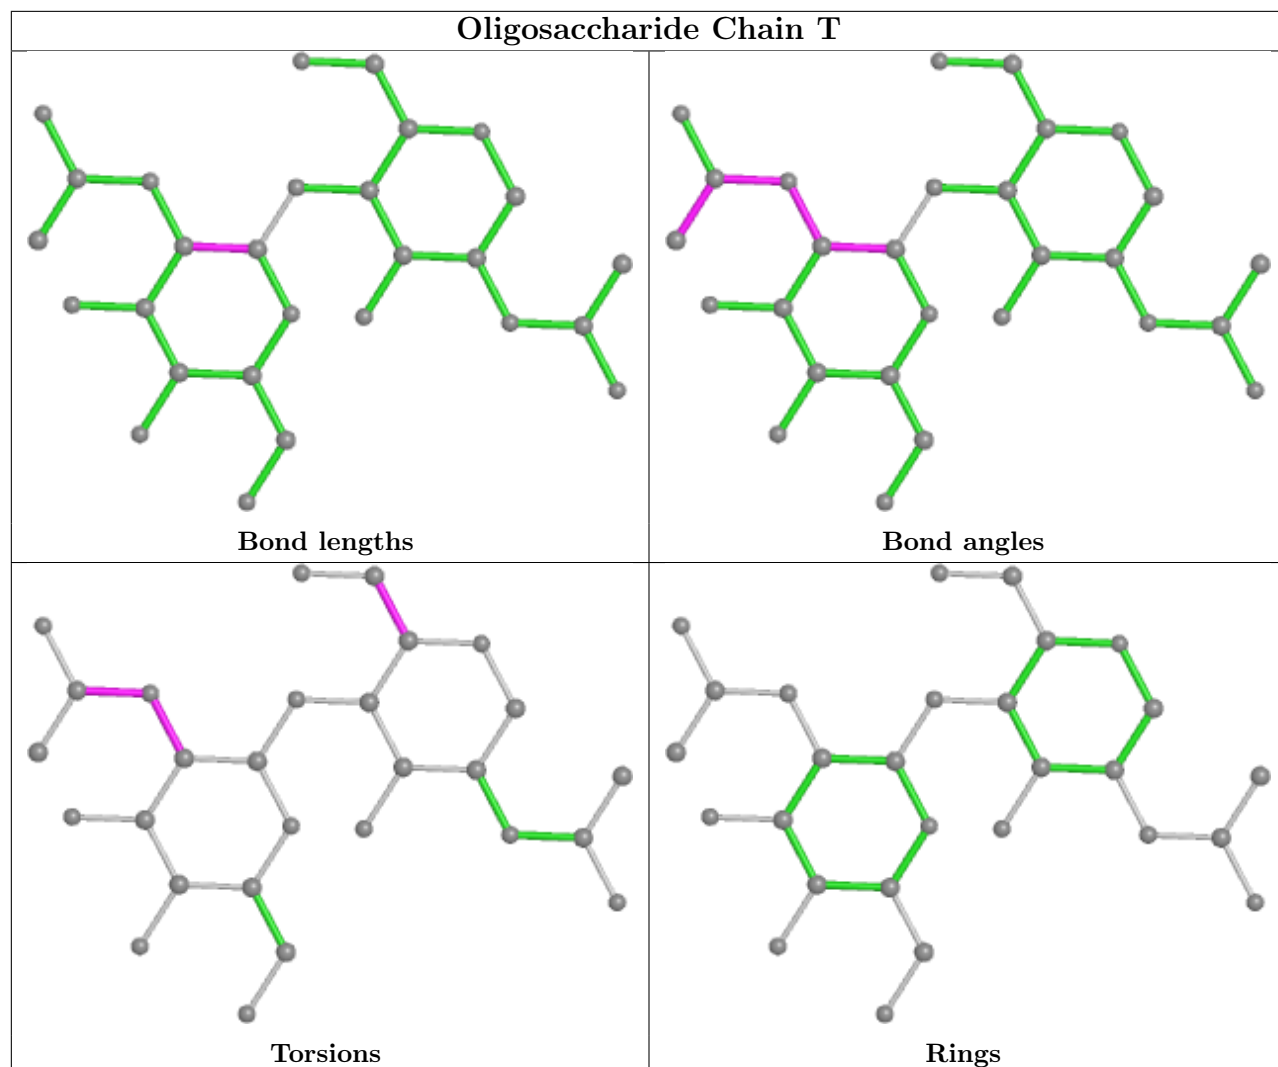 Oligosaccharide Chain T
Bond lengths
Bond angles
Torsions
Rings